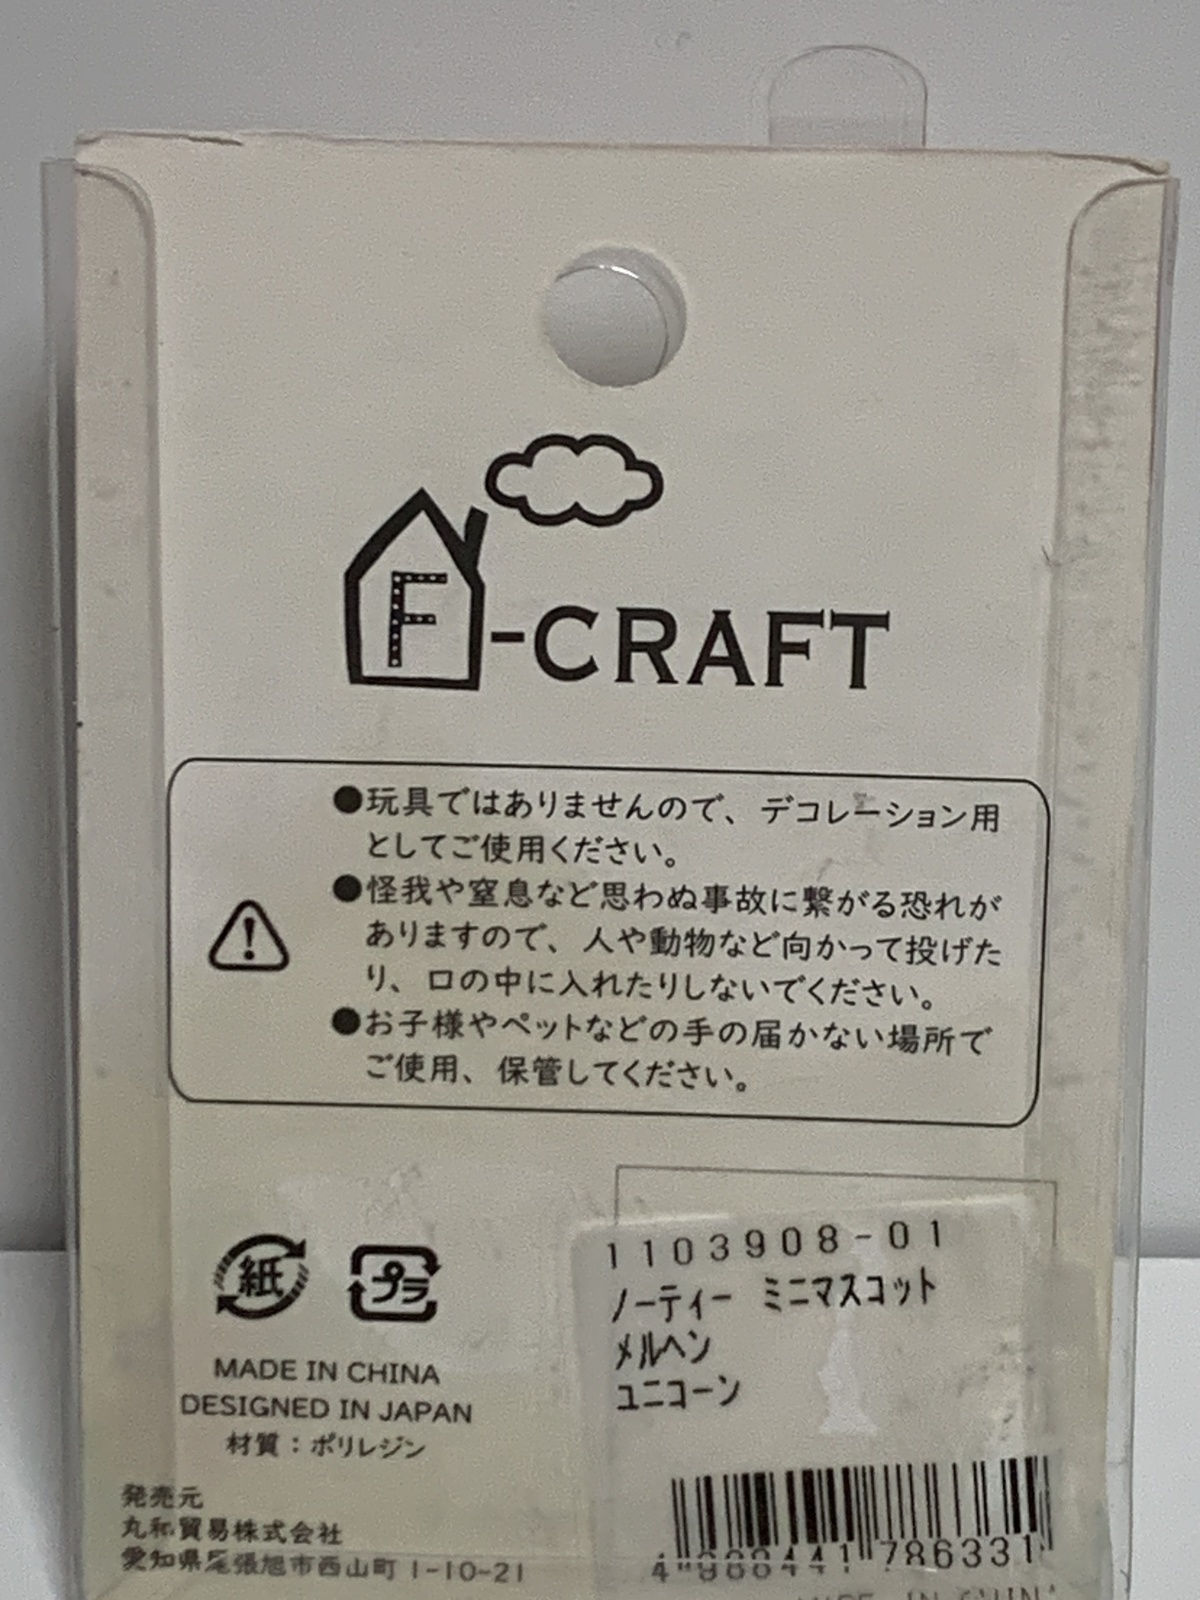 F-CRAFT
●玩具ではありませんので、デコレーション用
としてご使用ください。
●怪我や窒息など思わぬ事故に繋がる恐れが
ありますので、人や動物など向かって投げた
り、口の中に入れたりしないでください。
●お子様やペットなどの手の届かない場所で
ご使用、保管してください。
紙
プラ
MADE IN CHINA
DESIGNED IN JAPAN
材質：ポリレジン
発売元
丸和貿易株式会社
愛知県尾張旭市西山町 1-10-21
1103908-01
ノーティー ミニマスコット
メルヘン
ユニコーン
4 988441 786331